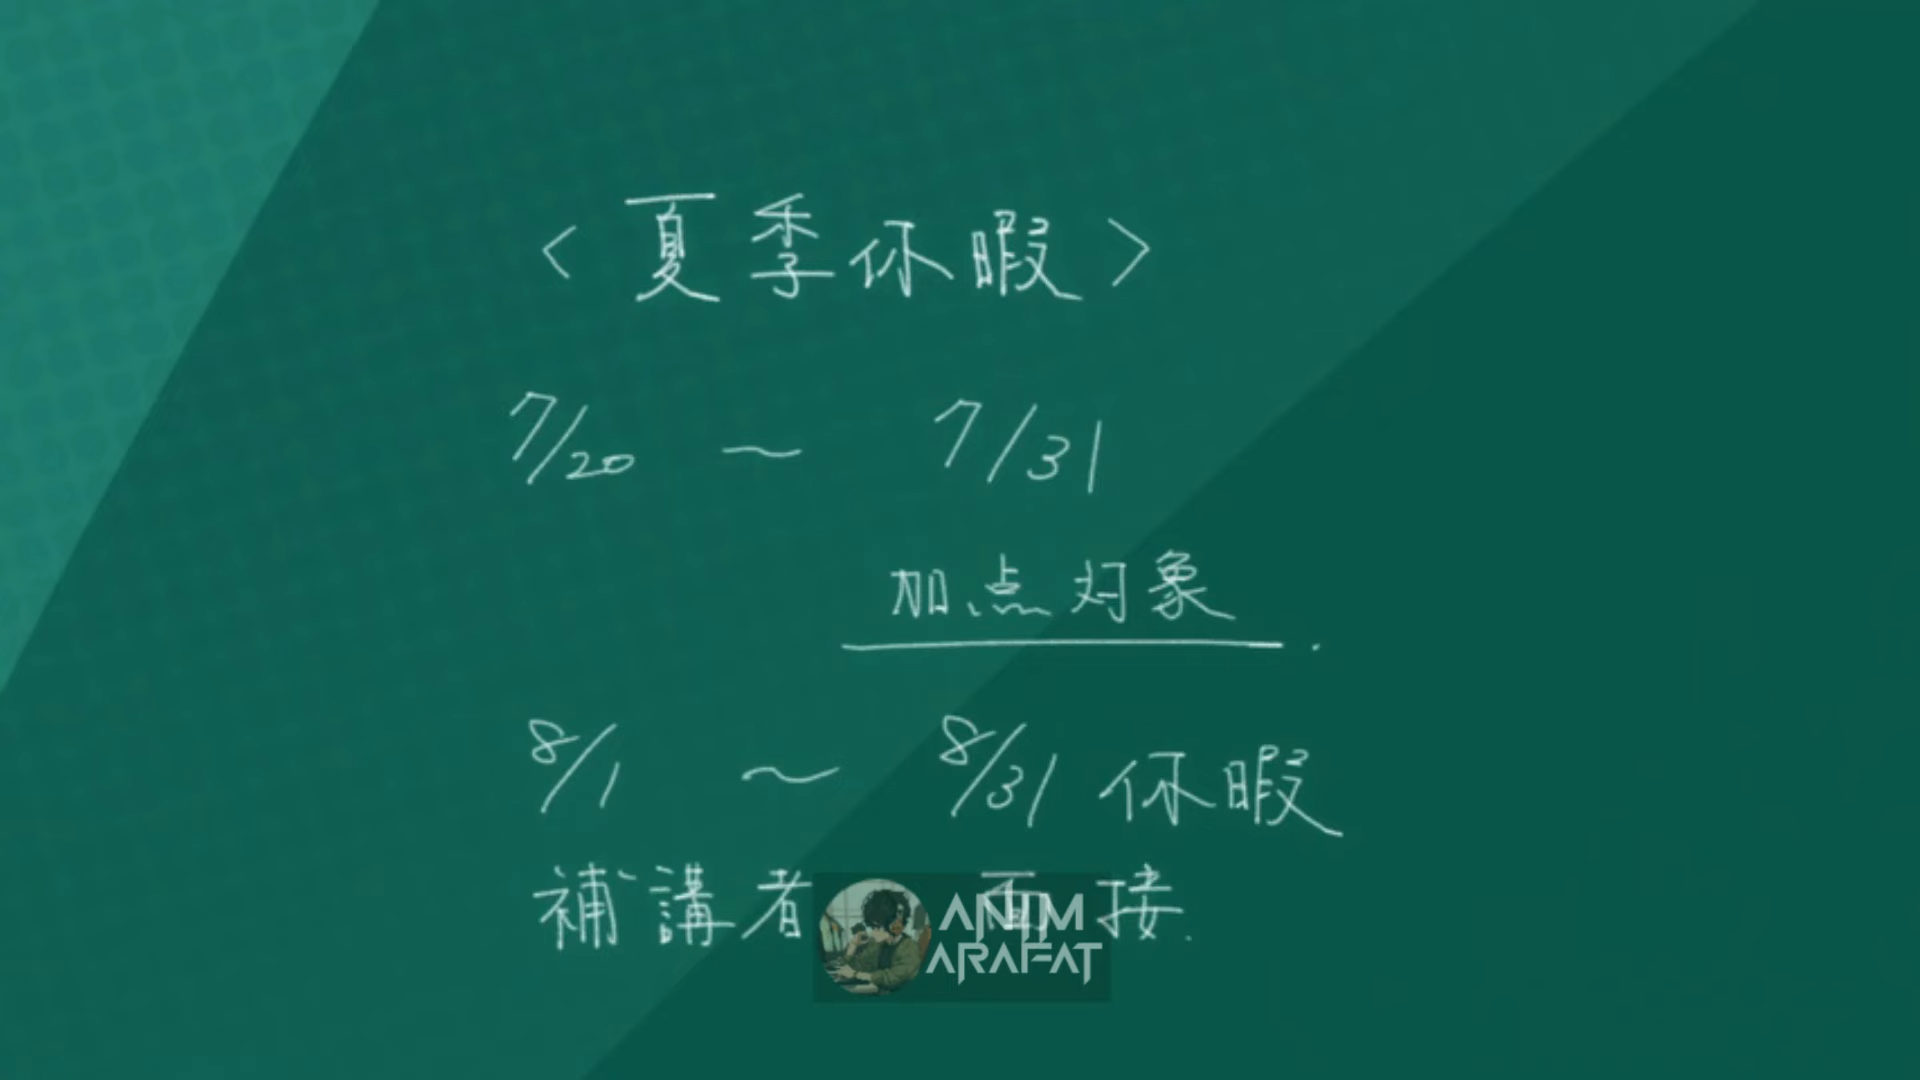 <夏季休暇>
7/20 ～ 7/31
加点対象.
8/1 ～ 8/31 休暇
補講者 面接.
ANIM
ARAFAT